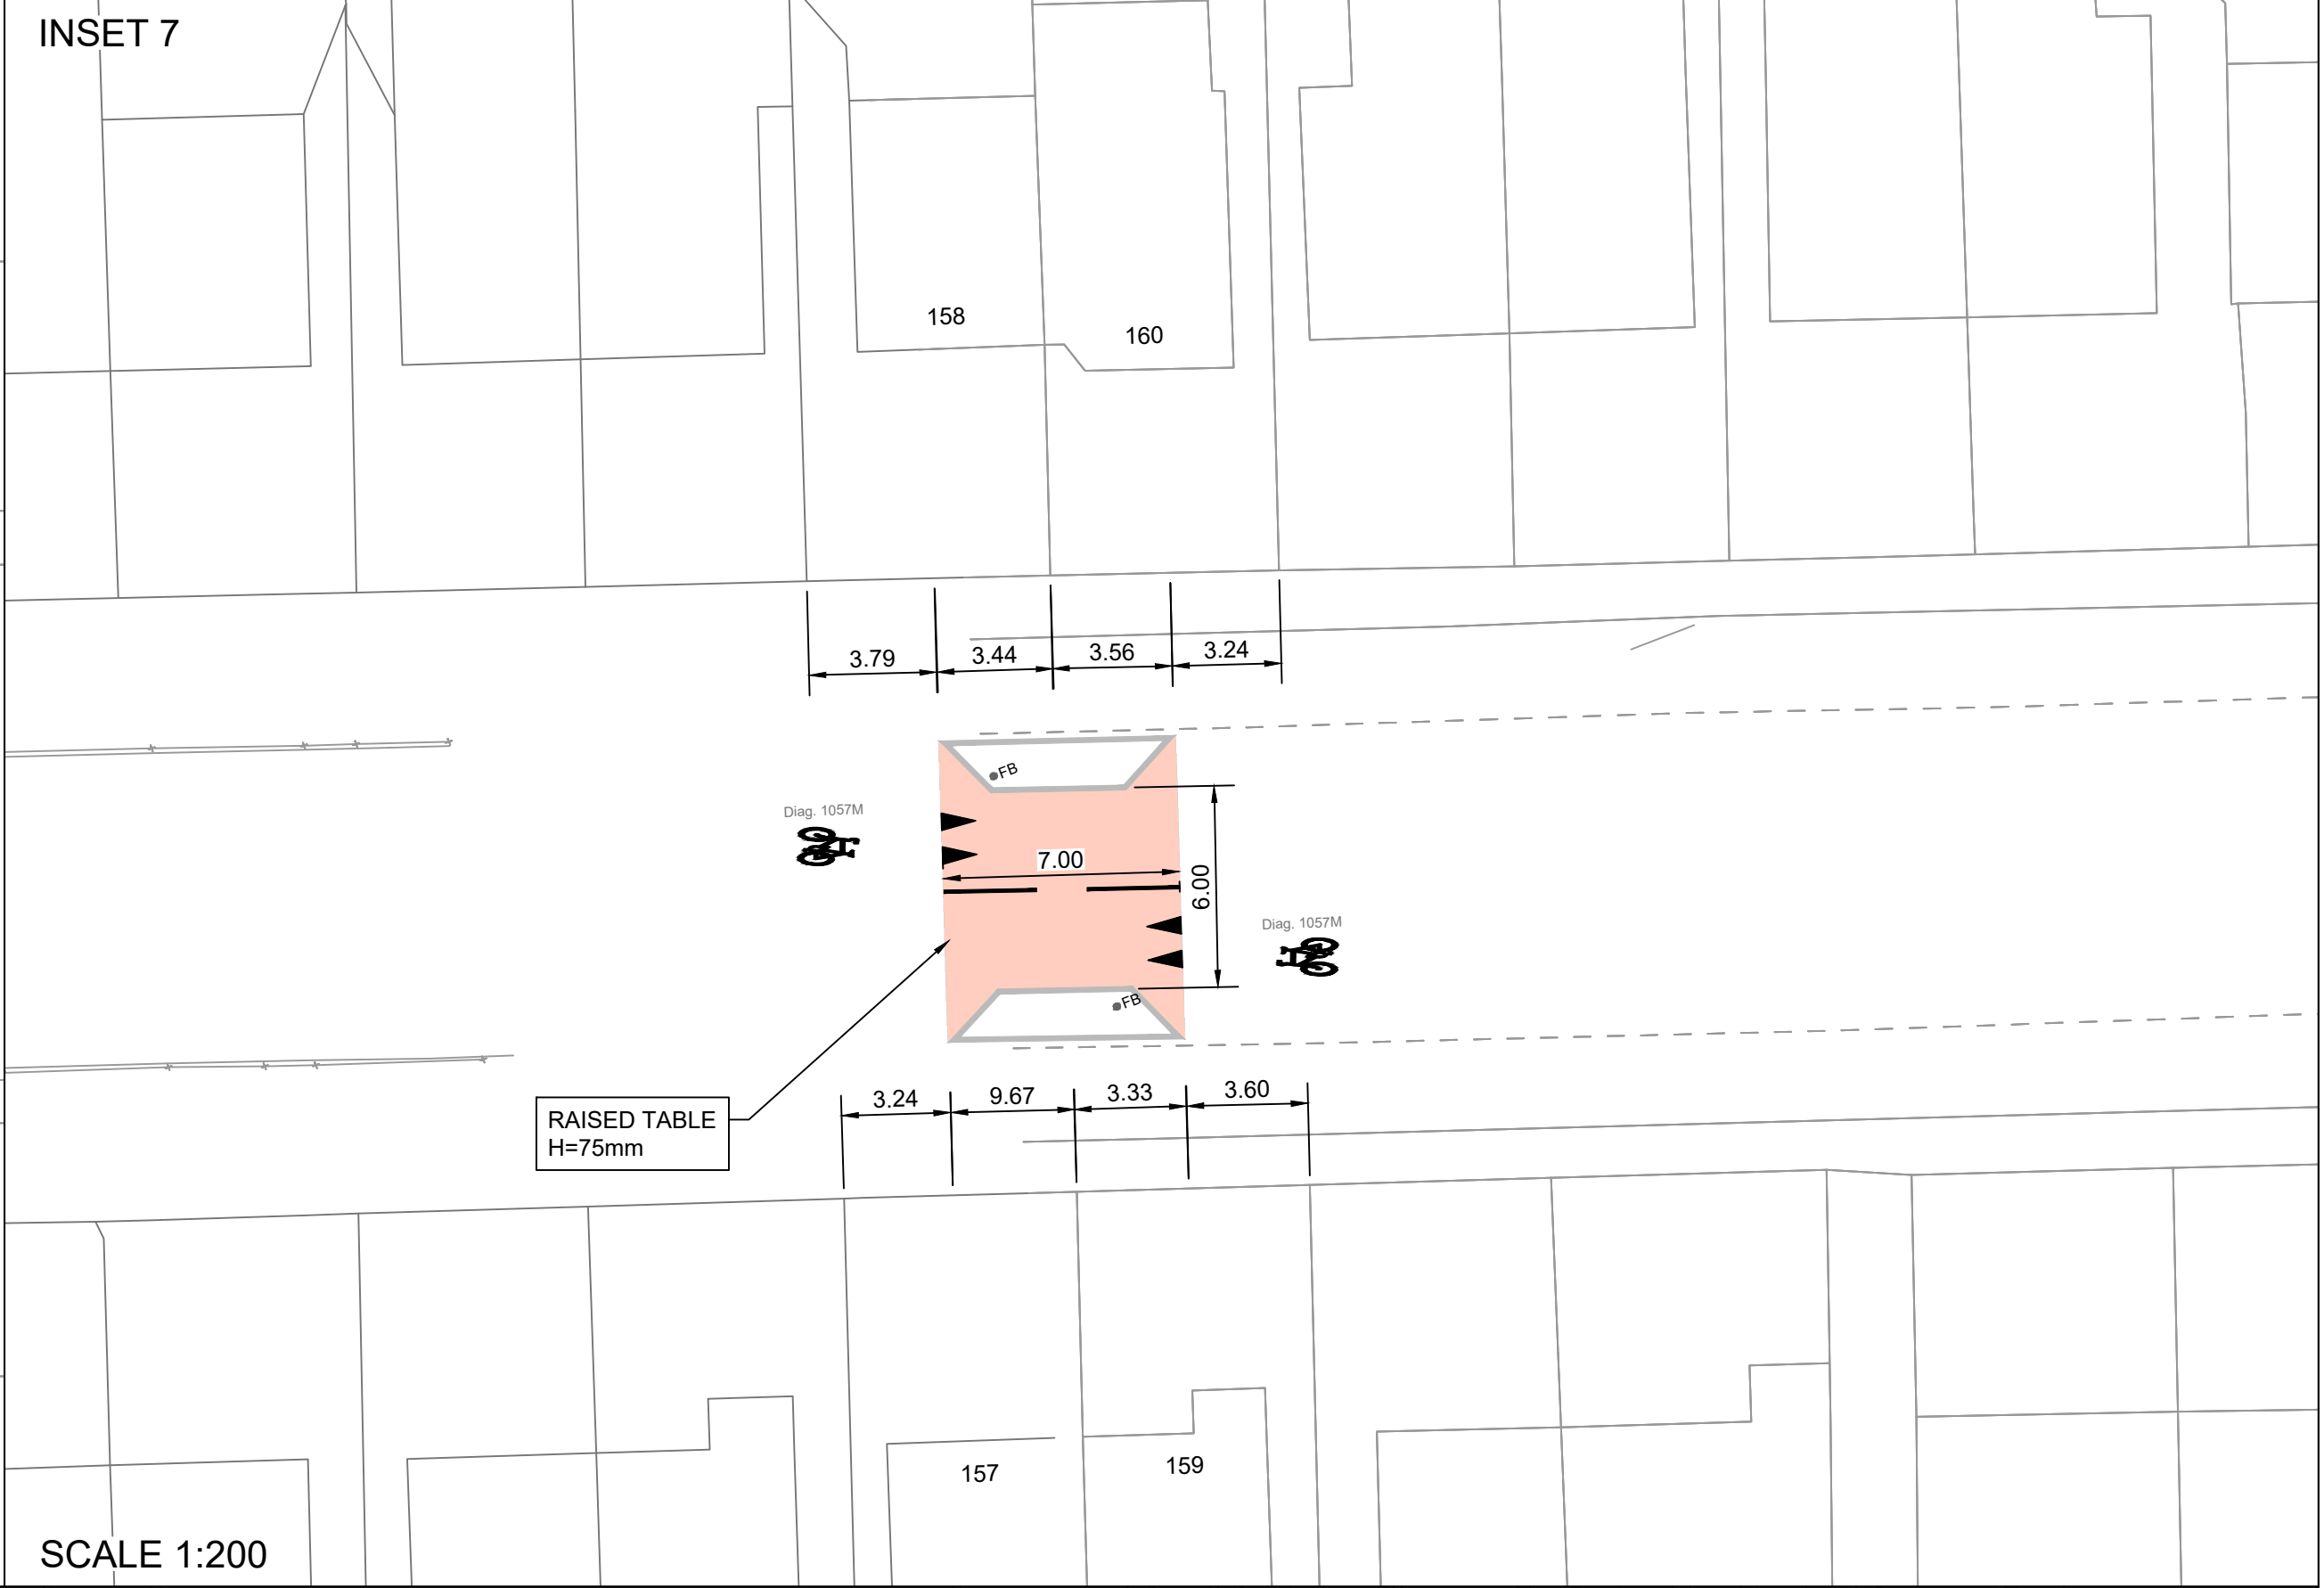 INSET 7
158
160
3.79
3.44
3.56
3.24
FB
Diag. 1057M
7.00
6.00
Diag. 1057M
FB
3.24
9.67
3.33
3.60
RAISED TABLE
H=75mm
157
159
SCALE 1:200